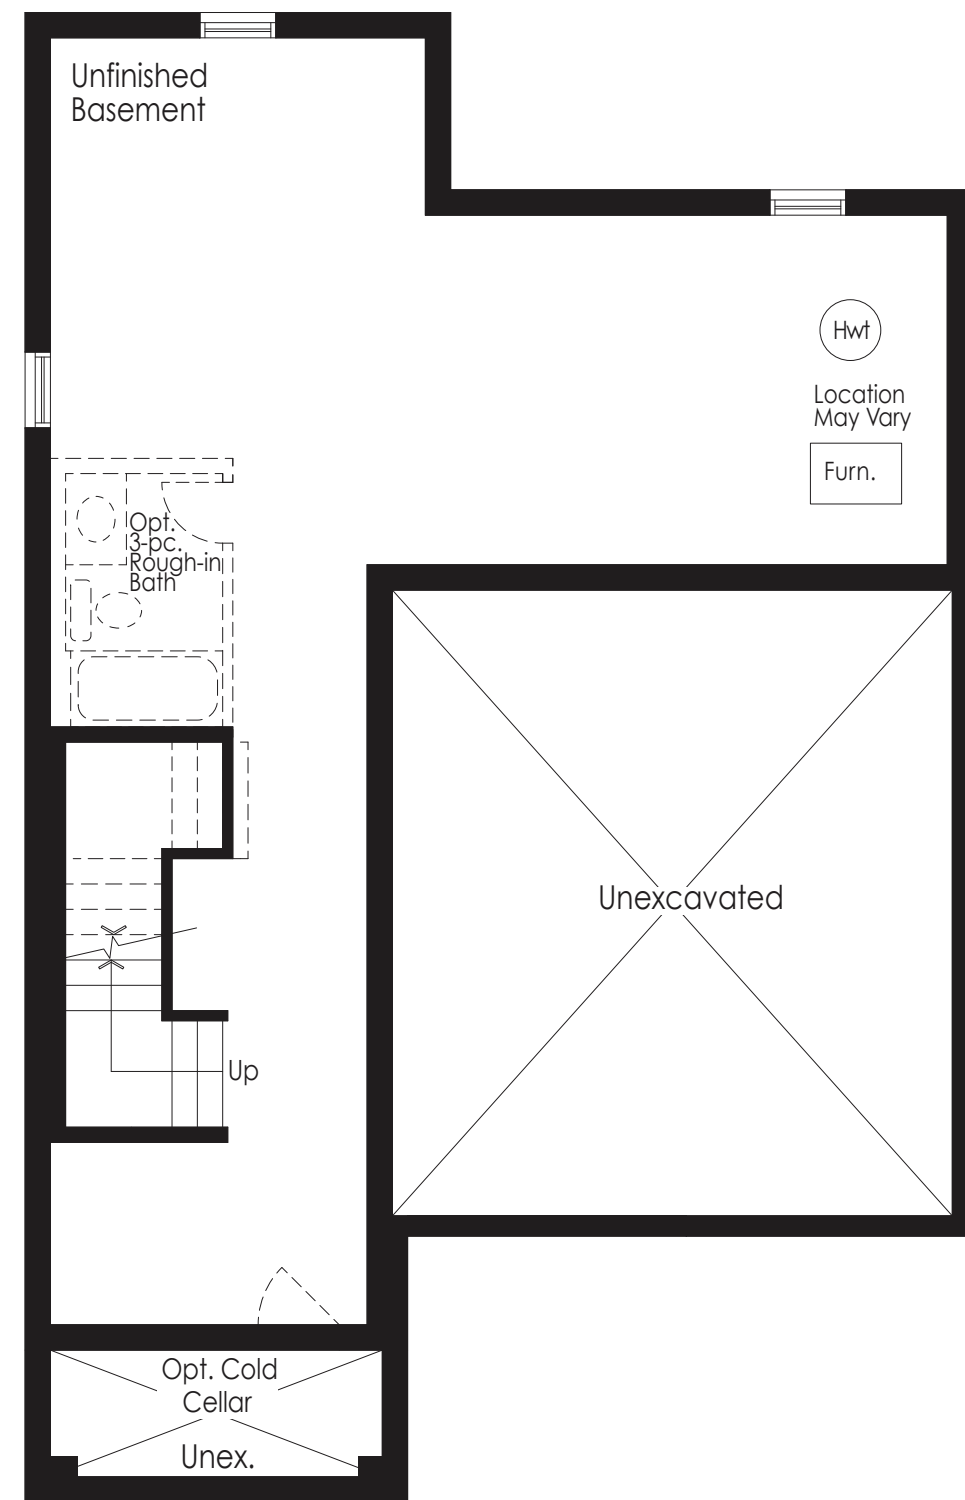 Unfinished
Basement
Hwt
Location
May Vary
Furn.
Opt.
3-pc.
Rough-in
Bath
Unexcavated
Up
Opt. Cold
Cellar
Unex.